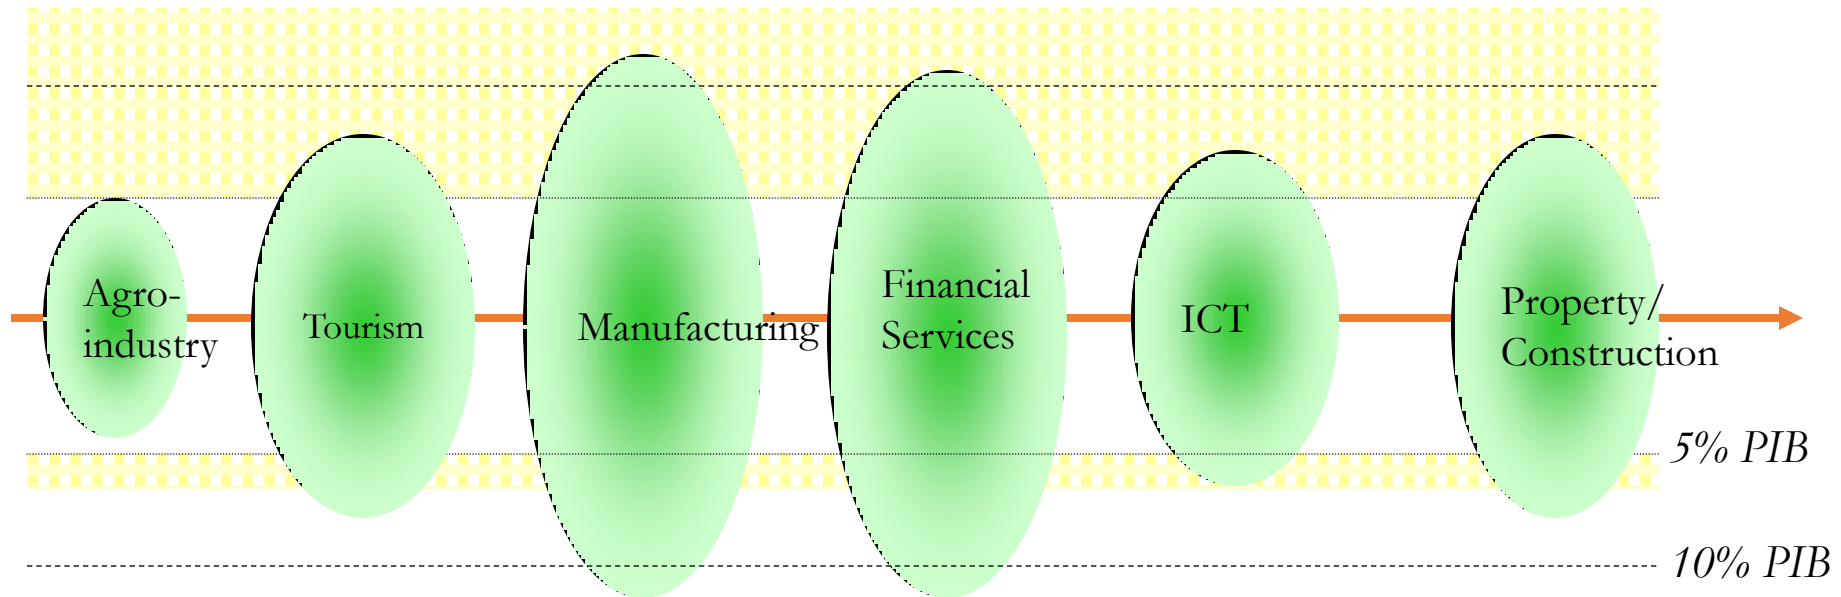 Agro-
industry
Tourism
Manufacturing
Financial
Services
ICT
Property/
Construction
5% PIB
10% PIB